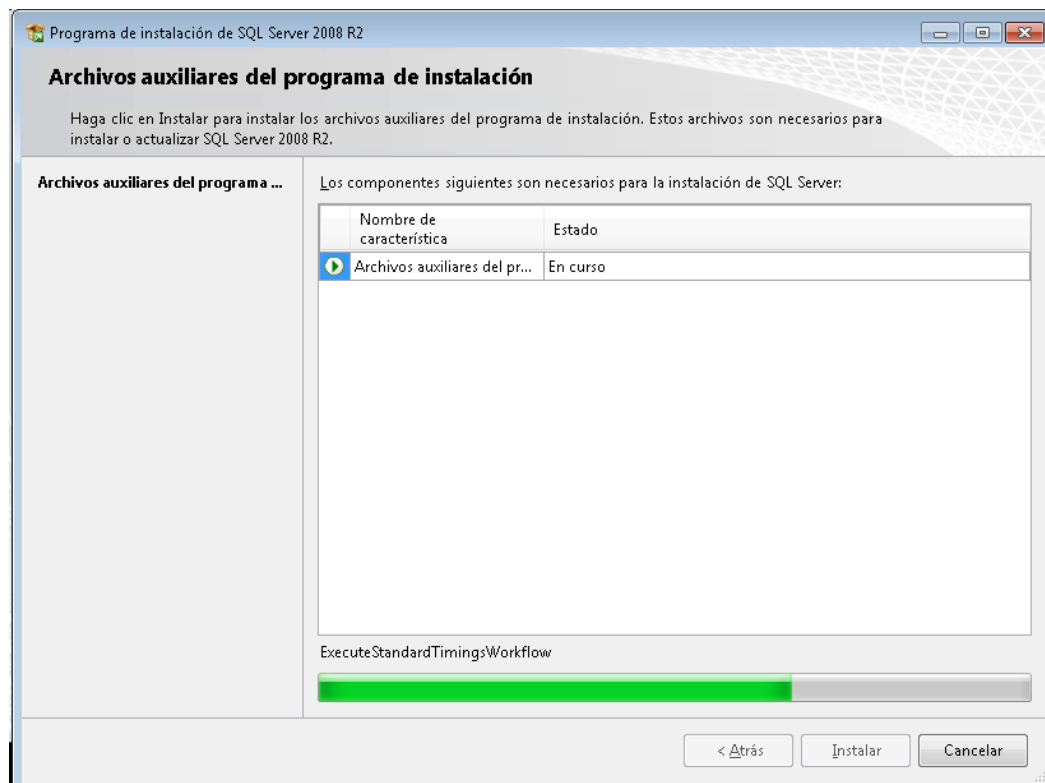 Programa de instalación de SQL Server 2008 R2
Archivos auxiliares del programa de instalación
Haga clic en Instalar para instalar los archivos auxiliares del programa de instalación. Estos archivos son necesarios para
instalar o actualizar SQL Server 2008 R2.
Archivos auxiliares del programa ...
Los componentes siguientes son necesarios para la instalación de SQL Server:
Nombre de
característica
Estado
Archivos auxiliares del pr...
En curso
ExecuteStandardTimingsWorkflow
< Atrás
Instalar
Cancelar